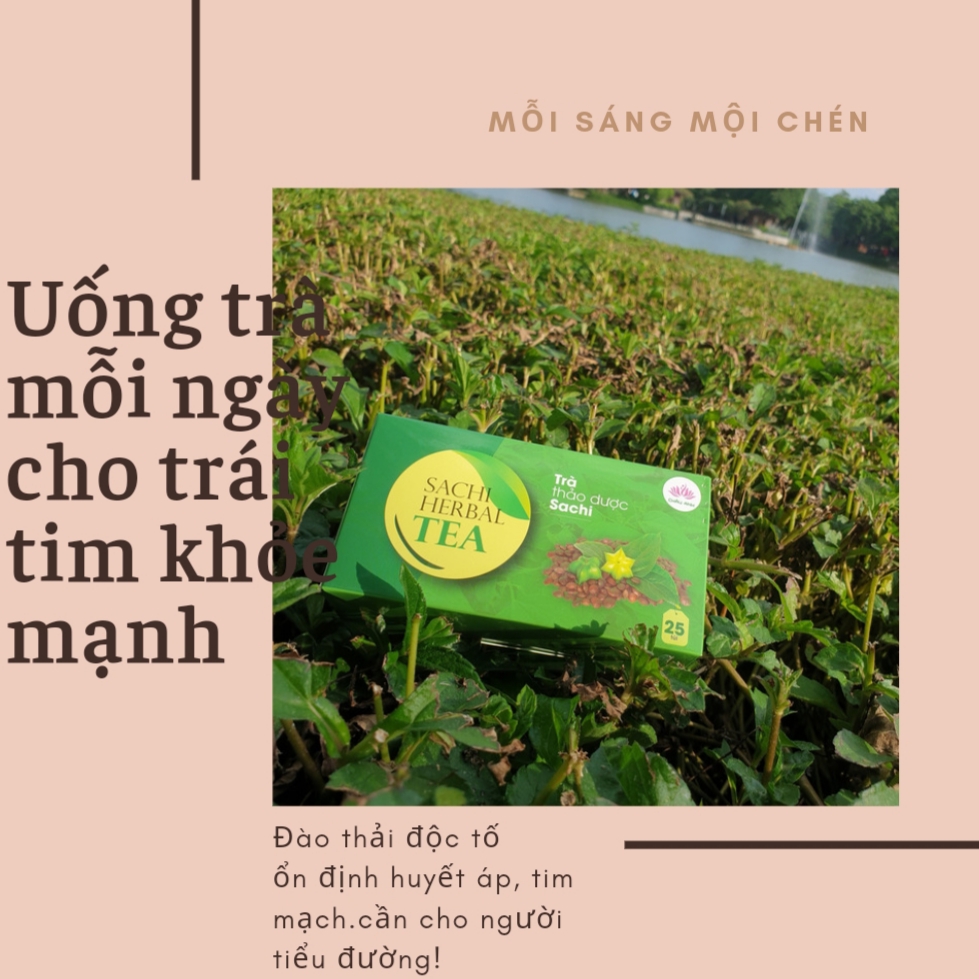 MỖI SÁNG MỘI CHÉN
Uống trà
mỗi ngày
cho trái
tim khỏe
mạnh
SACHI
HERBAL
TEA
Trà
thảo dược
Sachi
25
Đào thải độc tố
ổn định huyết áp, tim
mạch.cần cho người
tiểu đường!